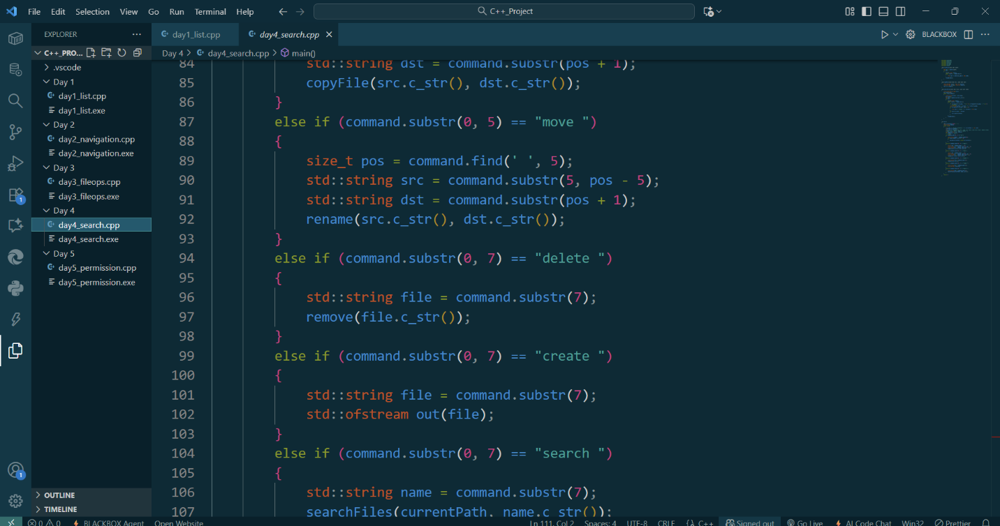 File Edit Selection View Go Run Terminal Help C++_Project
EXPLORER ...
day1_list.cpp day4_search.cpp BLACKBOX ...
C++_PRO...
Day 4 > day4_search.cpp > main()
.vscode
Day 1
day1_list.cpp
day1_list.exe
Day 2
day2_navigation.cpp
day2_navigation.exe
Day 3
day3_fileops.cpp
day3_fileops.exe
Day 4
day4_search.cpp
day4_search.exe
Day 5
day5_permission.cpp
day5_permission.exe
OUTLINE
TIMELINE
84 std::string dst = command.substr(pos + 1);
85 copyFile(src.c_str(), dst.c_str());
86 }
87 else if (command.substr(0, 5) == "move ")
88 {
89 size_t pos = command.find(' ', 5);
90 std::string src = command.substr(5, pos - 5);
91 std::string dst = command.substr(pos + 1);
92 rename(src.c_str(), dst.c_str());
93 }
94 else if (command.substr(0, 7) == "delete ")
95 {
96 std::string file = command.substr(7);
97 remove(file.c_str());
98 }
99 else if (command.substr(0, 7) == "create ")
100 {
101 std::string file = command.substr(7);
102 std::ofstream out(file);
103 }
104 else if (command.substr(0, 7) == "search ")
105 {
106 std::string name = command.substr(7);
107 searchFiles(currentPath, name.c_str());
1
1
0 0 BLACKBOX Agent Open Website Ln 111, Col 2 Spaces: 4 UTF-8 CRLF {} C++ Signed out Go Live AI Code Chat Win32 Prettier